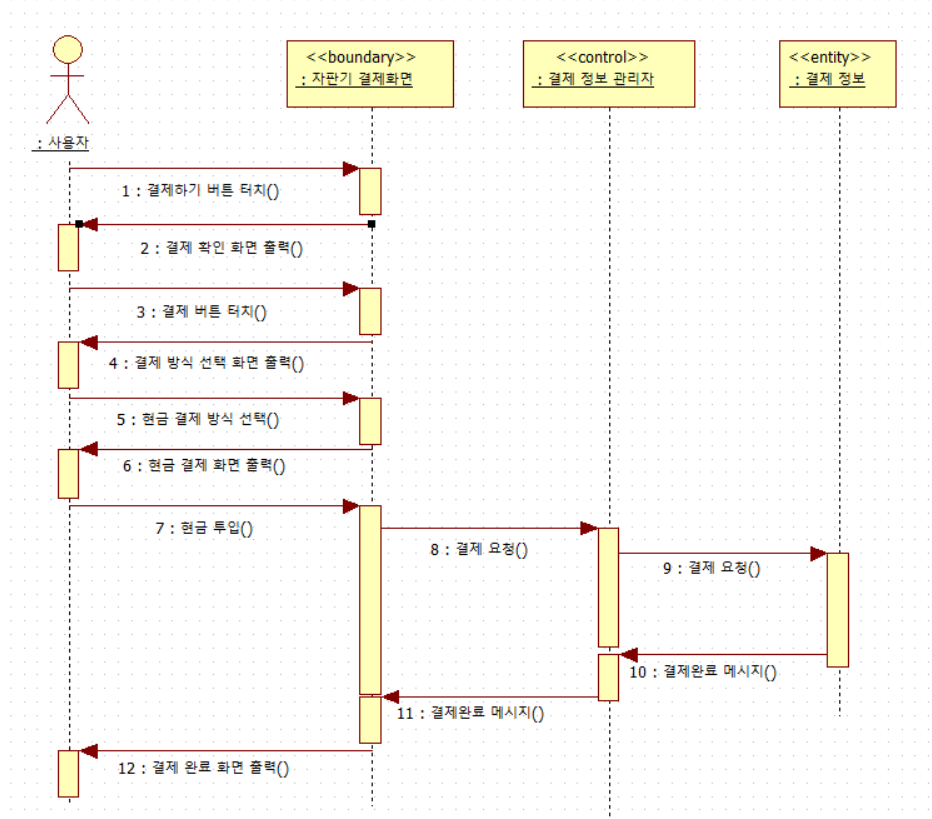 <<boundary>>
: 자판기 결제화면
<<control>>
: 결제 정보 관리자
<<entity>>
: 결제 정보
: 사용자
1 : 결제하기 버튼 터치()
2 : 결제 확인 화면 출력()
3 : 결제 버튼 터치()
4 : 결제 방식 선택 화면 출력()
5 : 현금 결제 방식 선택()
6 : 현금 결제 화면 출력()
7 : 현금 투입()
8 : 결제 요청()
9 : 결제 요청()
10 : 결제완료 메시지()
11 : 결제완료 메시지()
12 : 결제 완료 화면 출력()